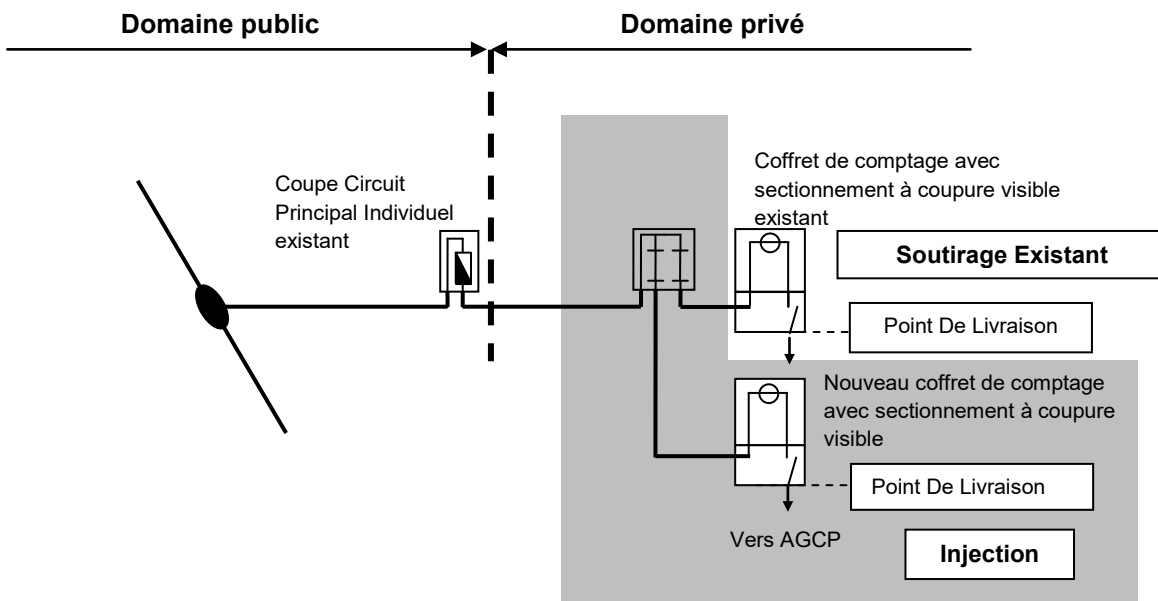 Domaine public
Domaine privé
Coupe Circuit
Principal Individuel
existant
Coffret de comptage avec
sectionnement à coupure visible
existant
Soutirage Existant
Point De Livraison
Nouveau coffret de comptage
avec sectionnement à coupure
visible
Point De Livraison
Vers AGCP
Injection